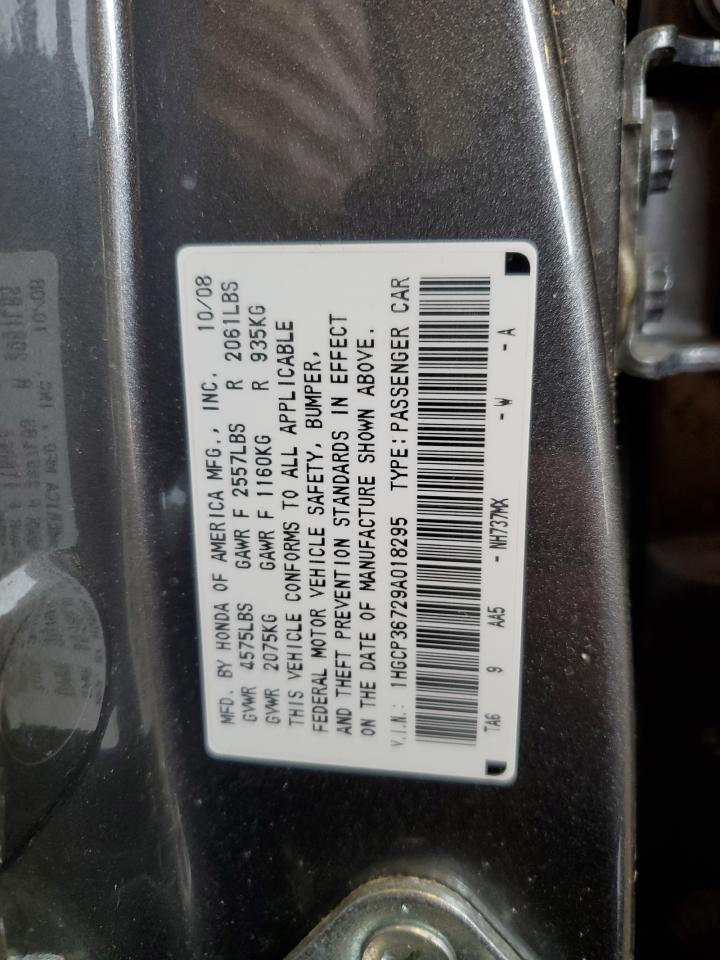 MFD. BY HONDA OF AMERICA MFG., INC. 10/08
GVWR 4575LBS GAWR F 2557LBS R 2061LBS
GVWR 2075KG GAWR F 1160KG R 935KG
THIS VEHICLE CONFORMS TO ALL APPLICABLE
FEDERAL MOTOR VEHICLE SAFETY, BUMPER,
AND THEFT PREVENTION STANDARDS IN EFFECT
ON THE DATE OF MANUFACTURE SHOWN ABOVE.
V.I.N.: 1HGCP36729A018295 TYPE: PASSENGER CAR
TA6 9 AA5 - NH737MX - W - A